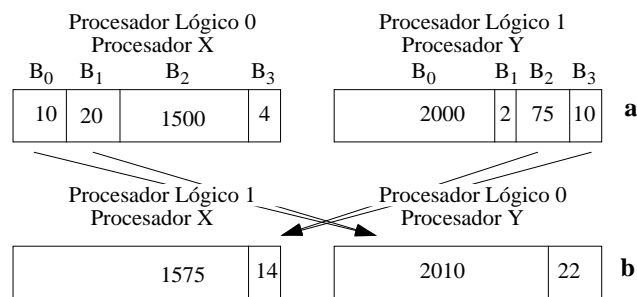 Procesador Lógico 0 Procesador Lógico 1
Procesador X Procesador Y
B0 B1 B2 B3 B0 B1 B2 B3
10 20 1500 4 2000 2 75 10 a
Procesador Lógico 1 Procesador Lógico 0
Procesador X Procesador Y
1575 14 2010 22 b